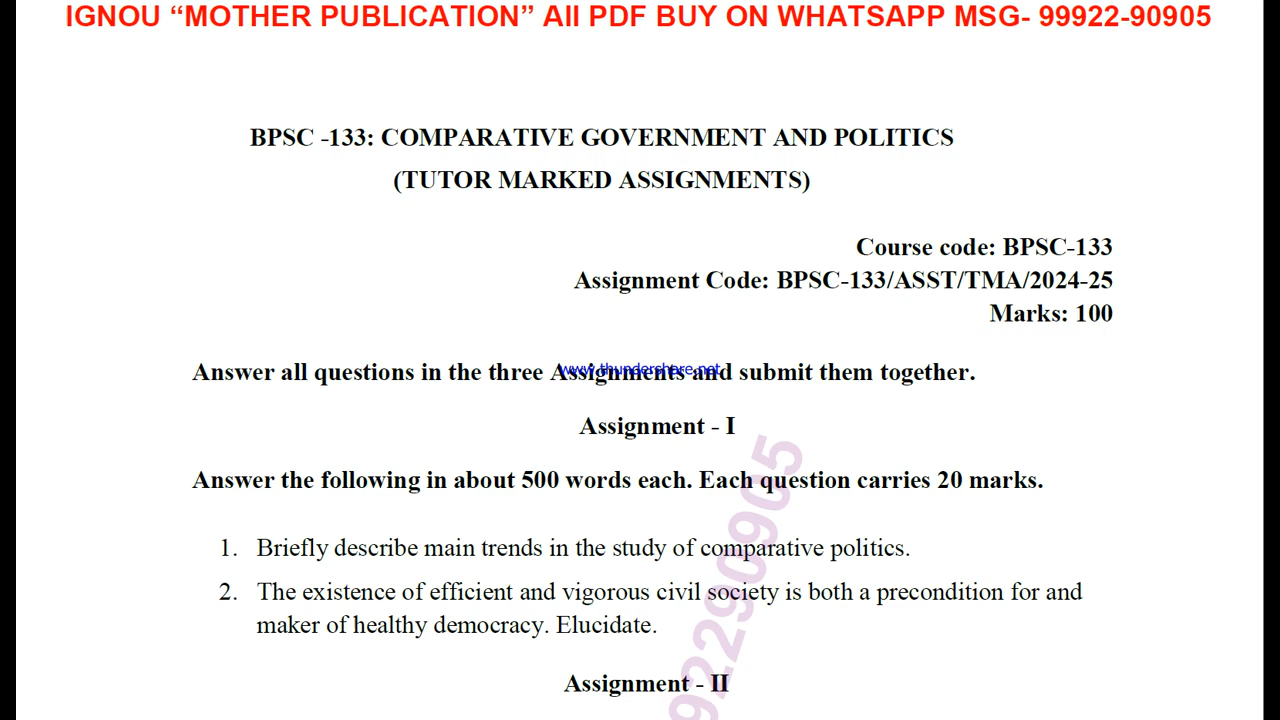 IGNOU “MOTHER PUBLICATION” All PDF BUY ON WHATSAPP MSG- 99922-90905
BPSC -133: COMPARATIVE GOVERNMENT AND POLITICS
(TUTOR MARKED ASSIGNMENTS)
Course code: BPSC-133
Assignment Code: BPSC-133/ASST/TMA/2024-25
Marks: 100
Answer all questions in the three Assignments and submit them together.
www.thundershare.net
Assignment - I
Answer the following in about 500 words each. Each question carries 20 marks.
1. Briefly describe main trends in the study of comparative politics.
2. The existence of efficient and vigorous civil society is both a precondition for and
maker of healthy democracy. Elucidate.
Assignment - II
92290905